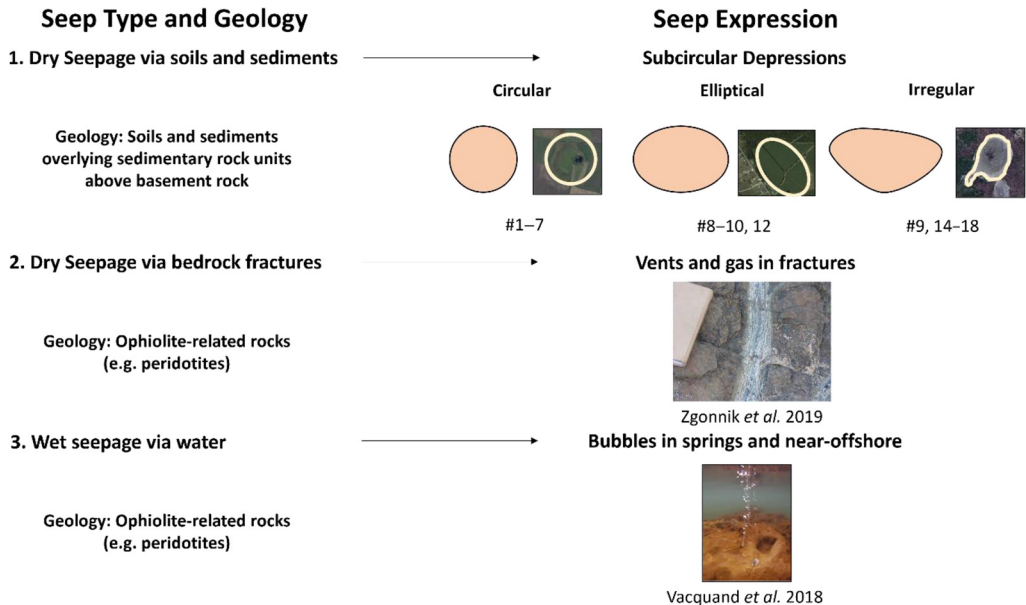 Seep Type and Geology
Seep Expression
1. Dry Seepage via soils and sediments
Subcircular Depressions
Circular
Elliptical
Irregular
Geology: Soils and sediments
overlying sedimentary rock units
above basement rock
#1–7
#8–10, 12
#9, 14–18
2. Dry Seepage via bedrock fractures
Vents and gas in fractures
Geology: Ophiolite-related rocks
(e.g. peridotites)
Zgonnik et al. 2019
3. Wet seepage via water
Bubbles in springs and near-offshore
Geology: Ophiolite-related rocks
(e.g. peridotites)
Vacquand et al. 2018